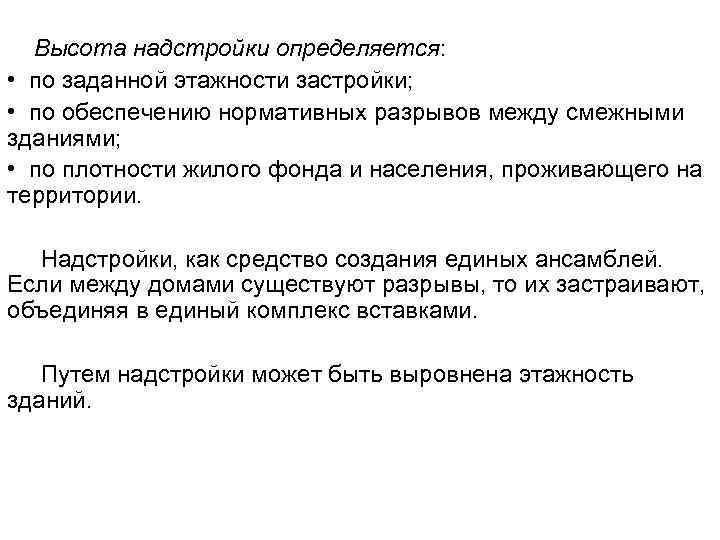 Высота надстройки определяется:
• по заданной этажности застройки;
• по обеспечению нормативных разрывов между смежными
зданиями;
• по плотности жилого фонда и населения, проживающего на
территории.
Надстройки, как средство создания единых ансамблей.
Если между домами существуют разрывы, то их застраивают,
объединяя в единый комплекс вставками.
Путем надстройки может быть выровнена этажность
зданий.